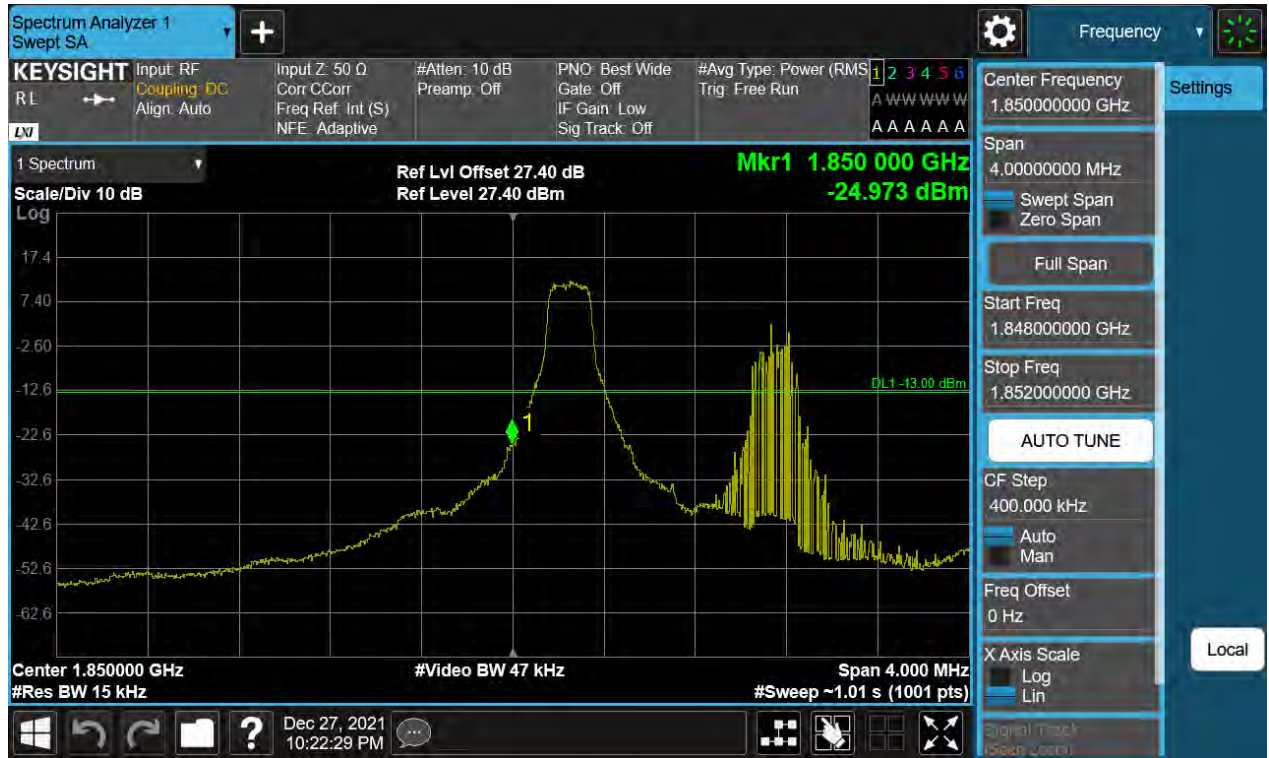 Spectrum Analyzer 1
Swept SA
Frequency
KEYSIGHT
RL
LXI
Input: RF
Coupling: DC
Align: Auto
Input Z: 50 Ω
Corr CCorr
Freq Ref: Int (S)
NFE: Adaptive
#Atten: 10 dB
Preamp: Off
PNO: Best Wide
Gate: Off
IF Gain: Low
Sig Track: Off
#Avg Type: Power (RMS
Trig: Free Run
1 2 3 4 5 6
A W W W W W
A A A A A A
1 Spectrum
Scale/Div 10 dB
Log
Ref Lvl Offset 27.40 dB
Ref Level 27.40 dBm
Mkr1 1.850 000 GHz
-24.973 dBm
17.4
7.40
-2.60
-12.6
-22.6
-32.6
-42.6
-52.6
-62.6
DL1 -13.00 dBm
1
Center 1.850000 GHz
#Res BW 15 kHz
#Video BW 47 kHz
Span 4.000 MHz
#Sweep ~1.01 s (1001 pts)
Center Frequency
1.850000000 GHz
Span
4.00000000 MHz
Swept Span
Zero Span
Full Span
Start Freq
1.848000000 GHz
Stop Freq
1.852000000 GHz
AUTO TUNE
CF Step
400.000 kHz
Auto
Man
Freq Offset
0 Hz
X Axis Scale
Log
Lin
Signal Track
(Span Zoom)
Settings
Local
?
Dec 27, 2021
10:22:29 PM